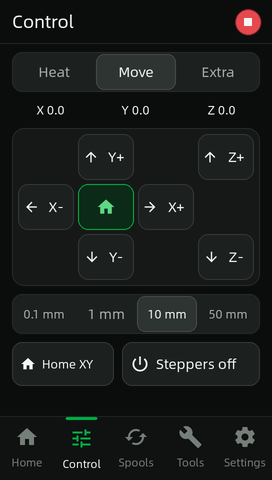 Control
Heat Move Extra
X 0.0 Y 0.0 Z 0.0
Y+ Z+
X- X+
Y- Z-
0.1 mm 1 mm 10 mm 50 mm
Home XY Steppers off
Home Control Spools Tools Settings